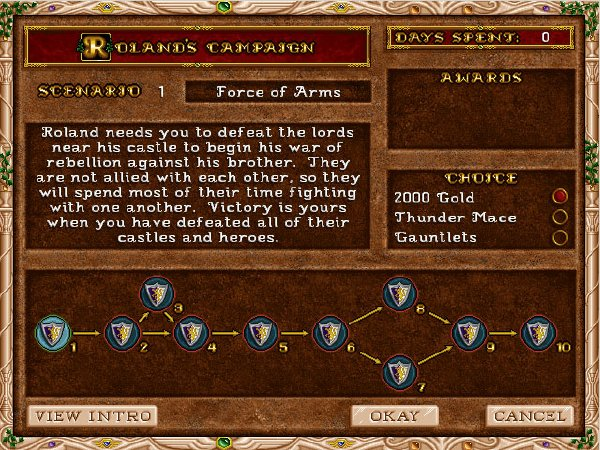 ROLAND'S CAMPAIGN
DAYS SPENT: 0
SCENARIO 1 Force of Arms
AWARDS
Roland needs you to defeat the lords
near his castle to begin his war of
rebellion against his brother. They
are not allied with each other, so they
will spend most of their time fighting
with one another. Victory is yours
when you have defeated all of their
castles and heroes.
CHOICE
2000 Gold
Thunder Mace
Gauntlets
3
8
1
2
4
5
6
9
10
7
VIEW INTRO
OKAY
CANCEL